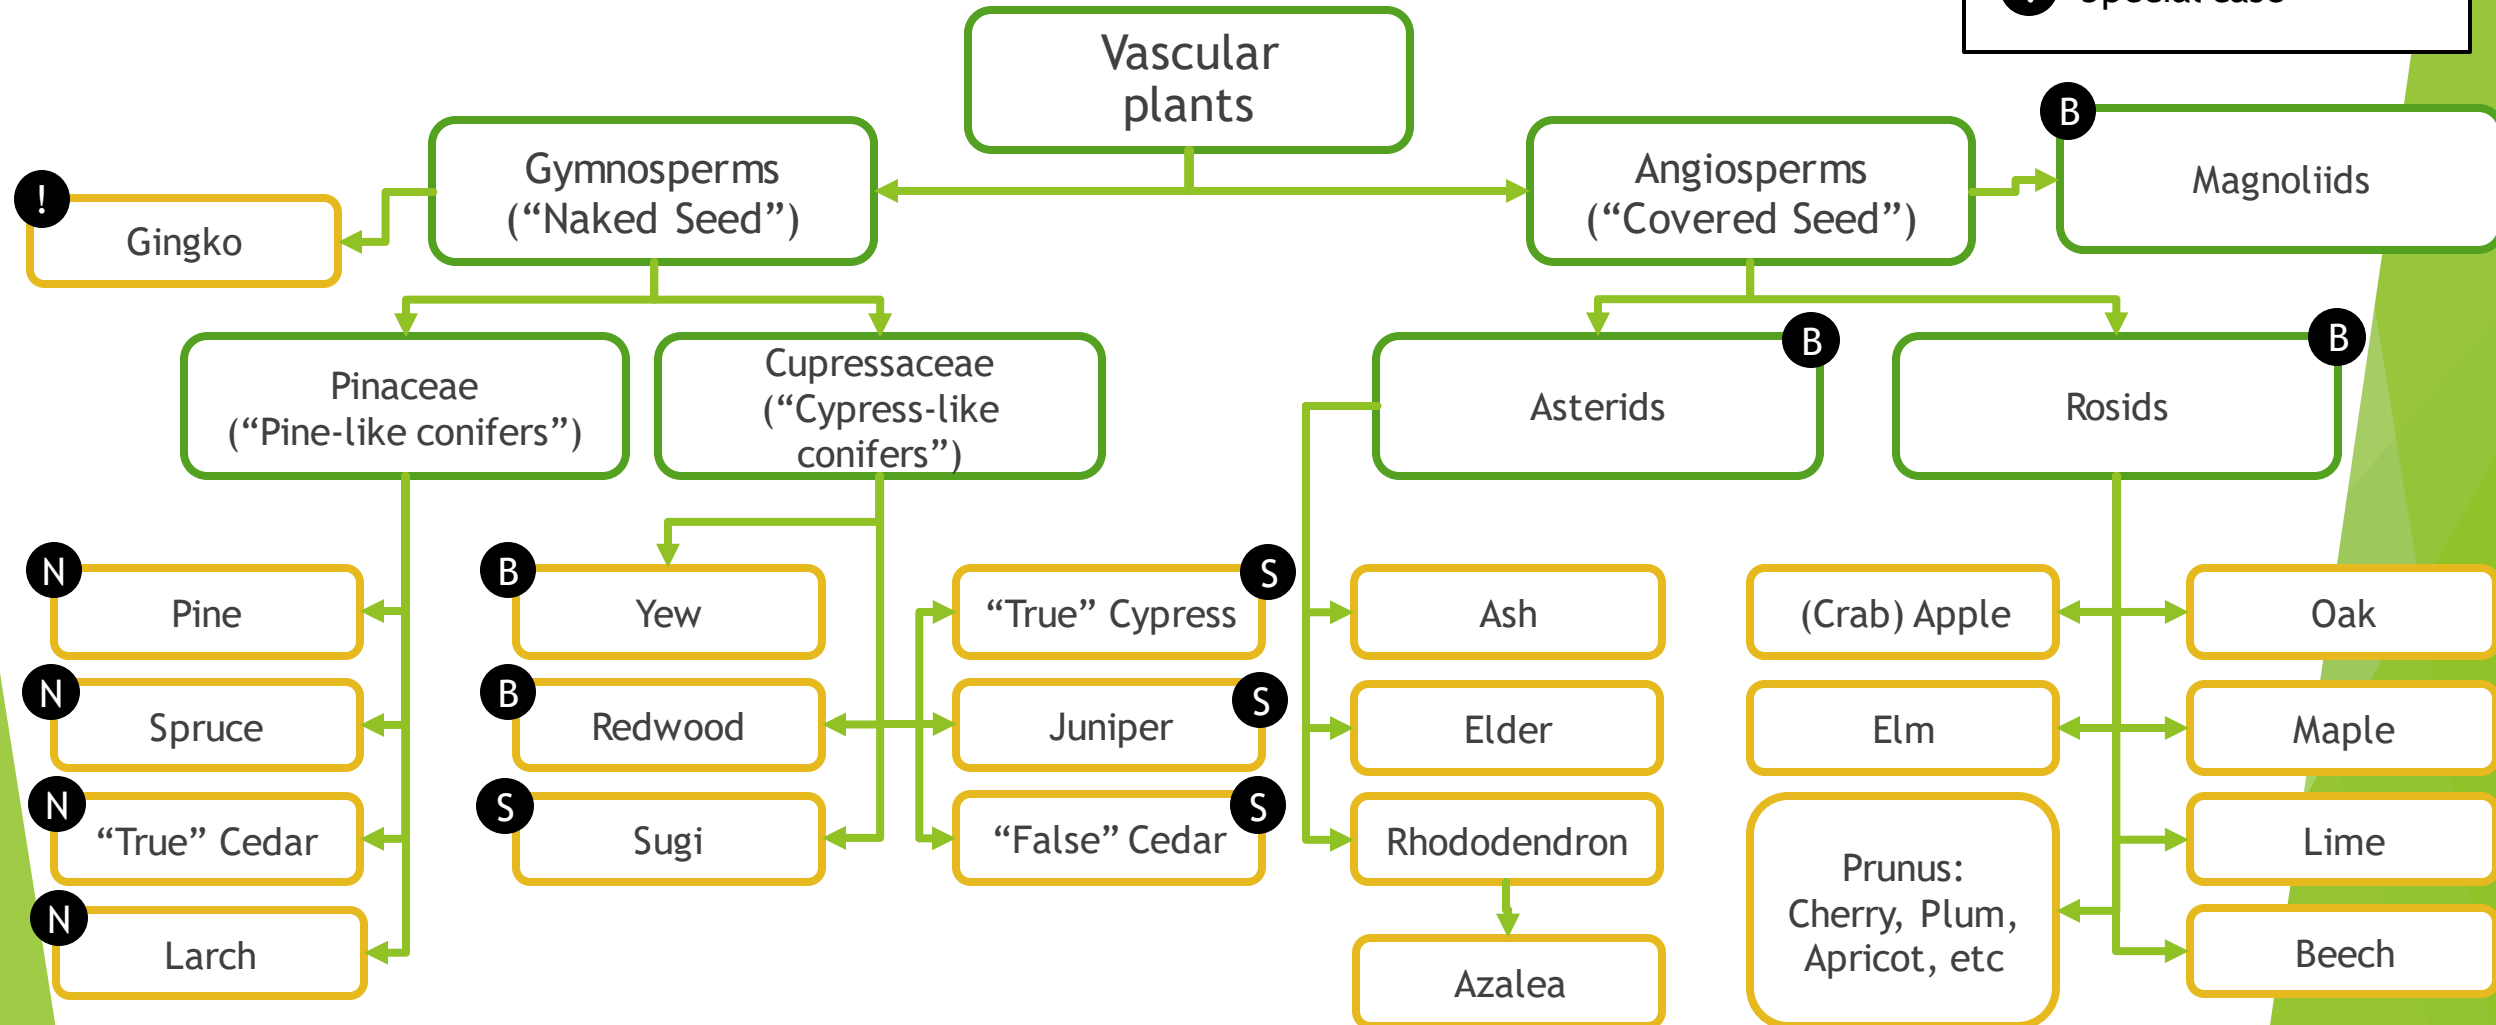 special case
Vascular
plants
B
Gymnosperms
(“Naked Seed”)
Angiosperms
(“Covered Seed”)
Magnoliids
!
Gingko
Pinaceae
(“Pine-like conifers”)
Cupressaceae
(“Cypress-like
conifers”)
B
Asterids
B
Rosids
N
Pine
B
Yew
S
“True” Cypress
Ash
(Crab) Apple
Oak
N
Spruce
B
Redwood
S
Juniper
Elder
Elm
Maple
N
“True” Cedar
S
Sugi
S
“False” Cedar
Rhododendron
Prunus:
Cherry, Plum,
Apricot, etc
Lime
N
Larch
Azalea
Beech